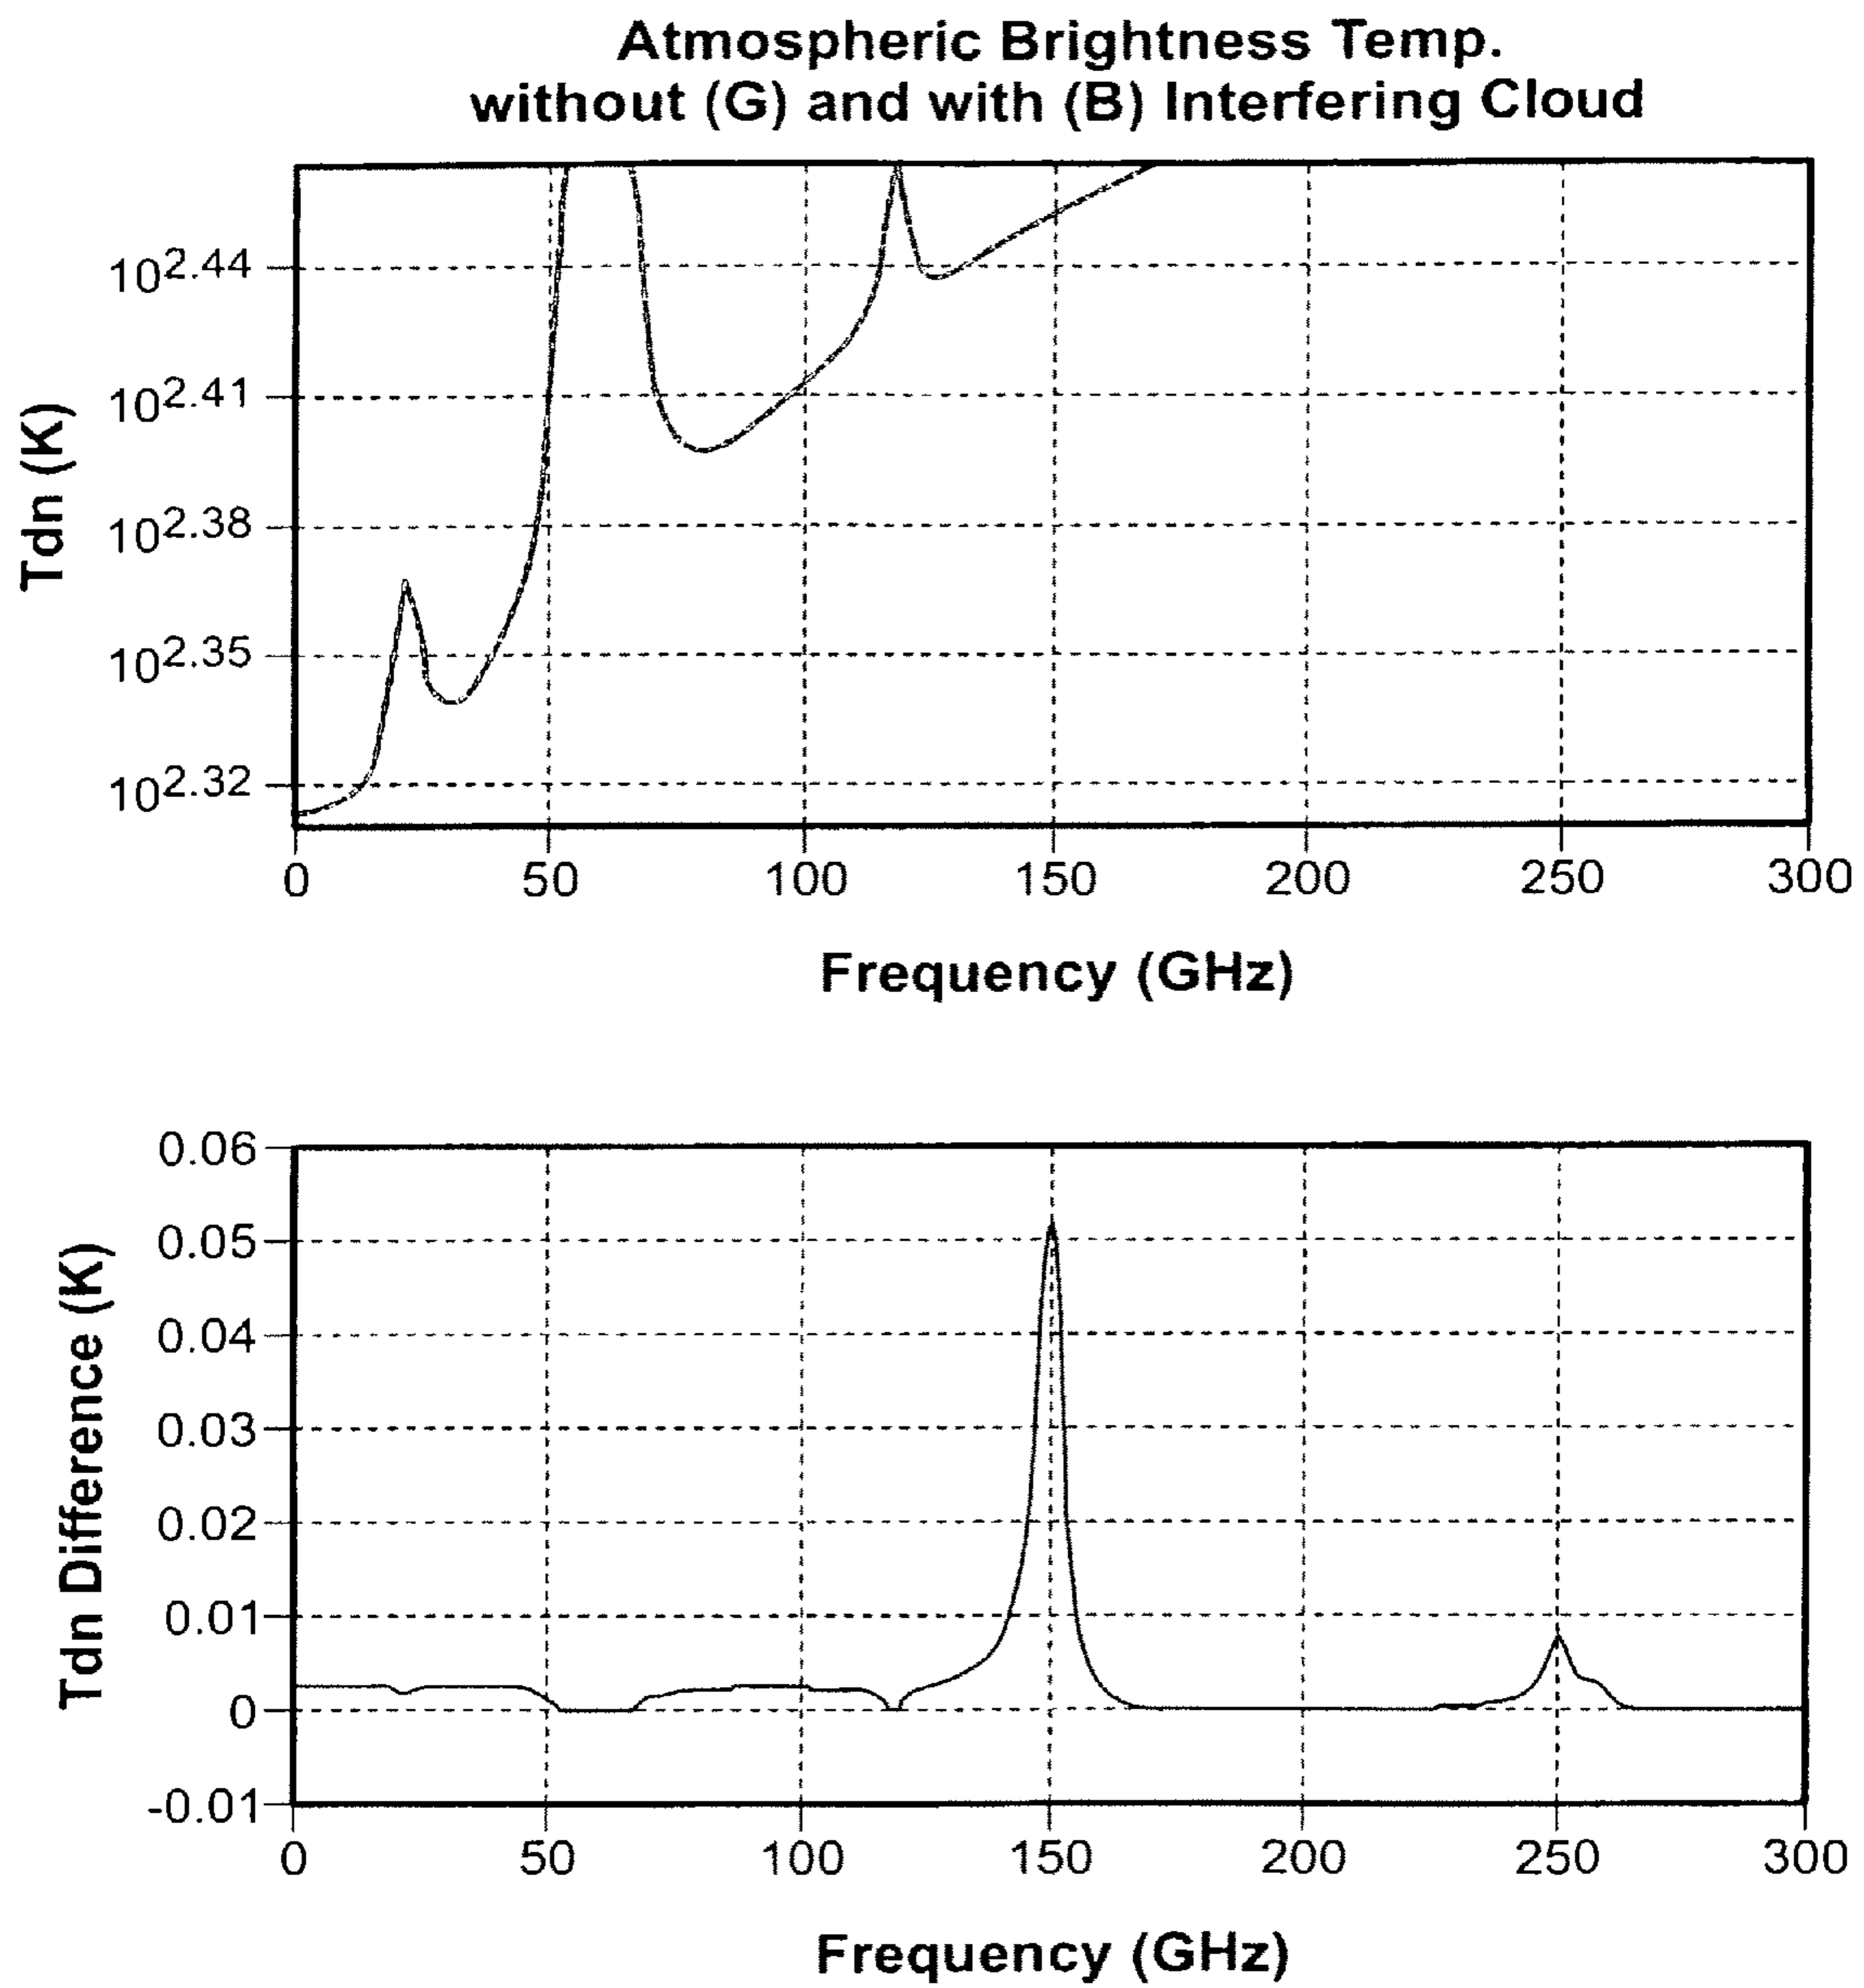 Atmospheric Brightness Temp.
without (G) and with (B) Interfering Cloud
Tdn (K)
10^2.44
10^2.41
10^2.38
10^2.35
10^2.32
0 50 100 150 200 250 300
Frequency (GHz)
Tdn Difference (K)
0.06
0.05
0.04
0.03
0.02
0.01
0
-0.01
0 50 100 150 200 250 300
Frequency (GHz)